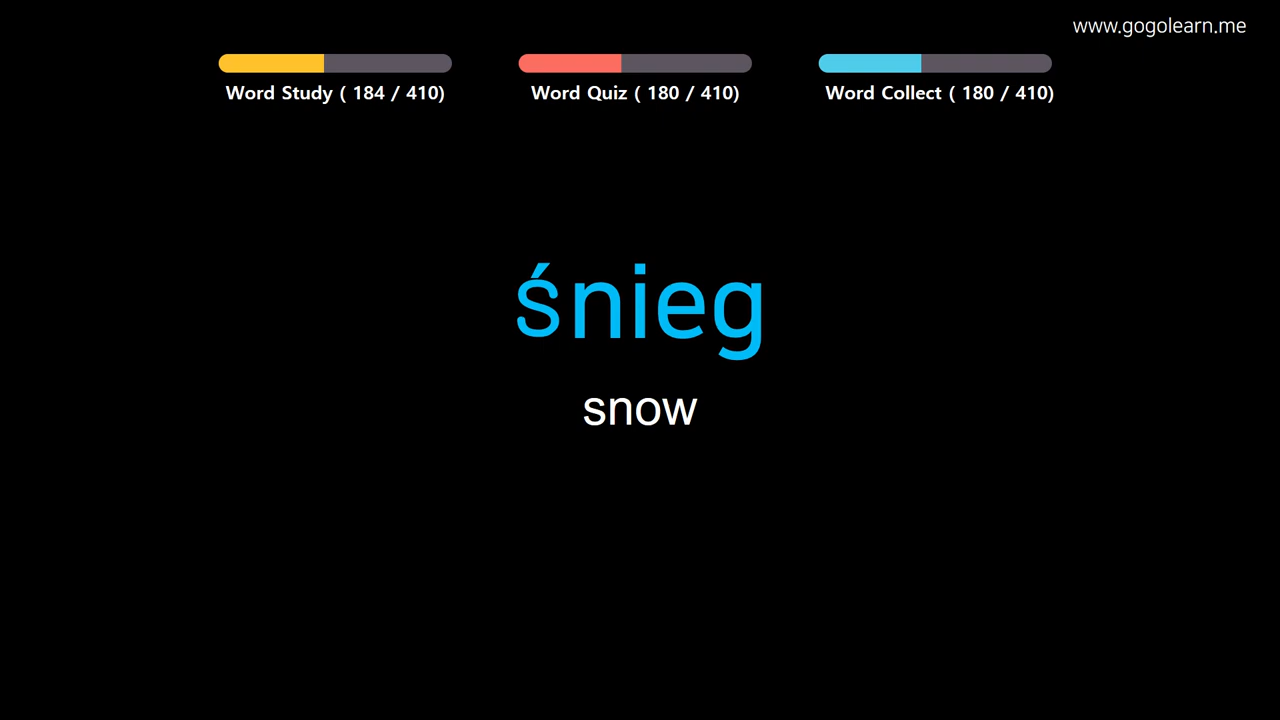 www.gogolearn.me
Word Study ( 184 / 410)
Word Quiz ( 180 / 410)
Word Collect ( 180 / 410)
śnieg
snow